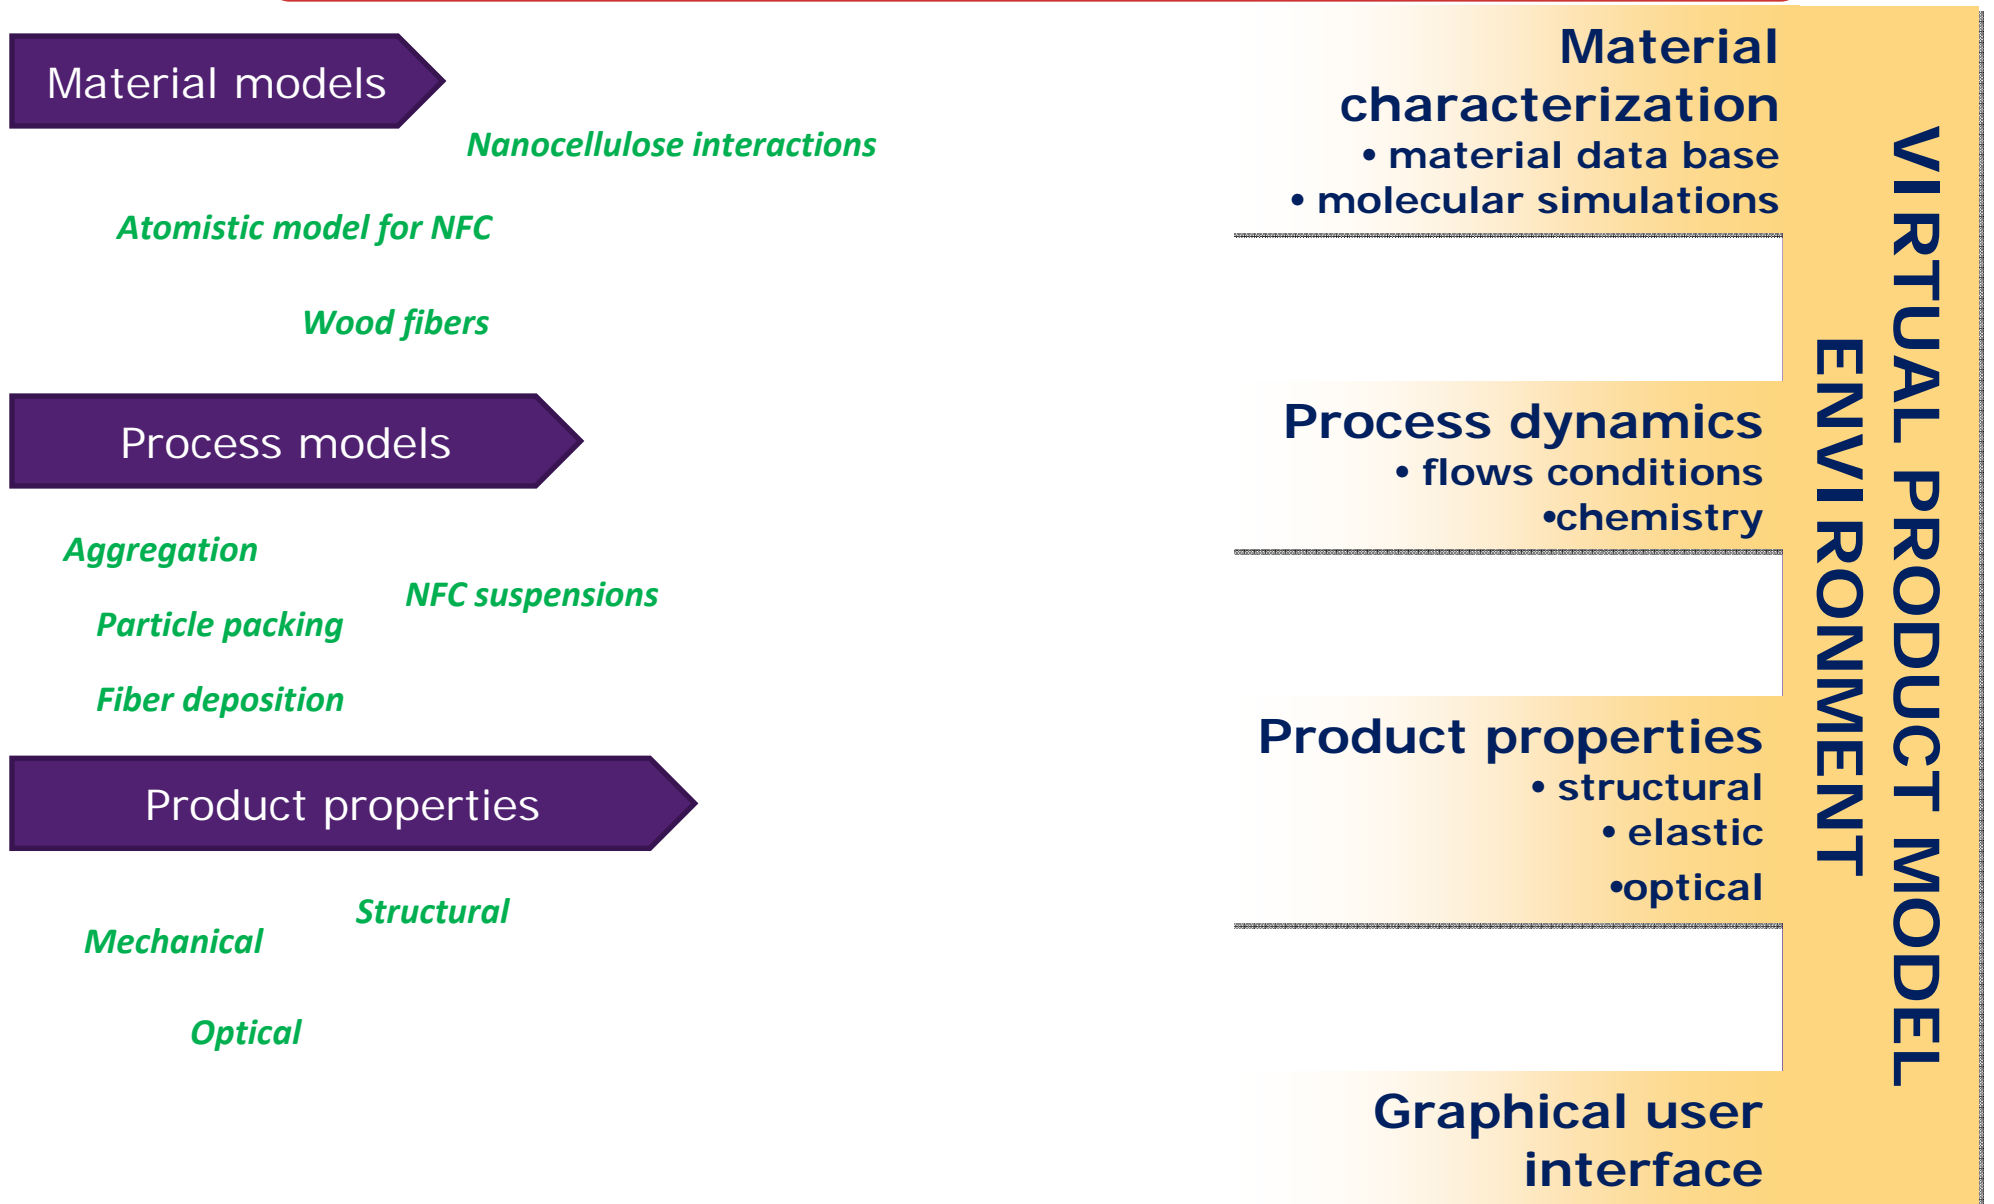 Material models
Nanocellulose interactions
Atomistic model for NFC
Wood fibers
Process models
Aggregation
NFC suspensions
Particle packing
Fiber deposition
Product properties
Structural
Mechanical
Optical
Material
characterization
• material data base
• molecular simulations
Process dynamics
• flows conditions
•chemistry
Product properties
• structural
• elastic
•optical
Graphical user
interface
VIRTUAL PRODUCT MODEL
ENVIRONMENT